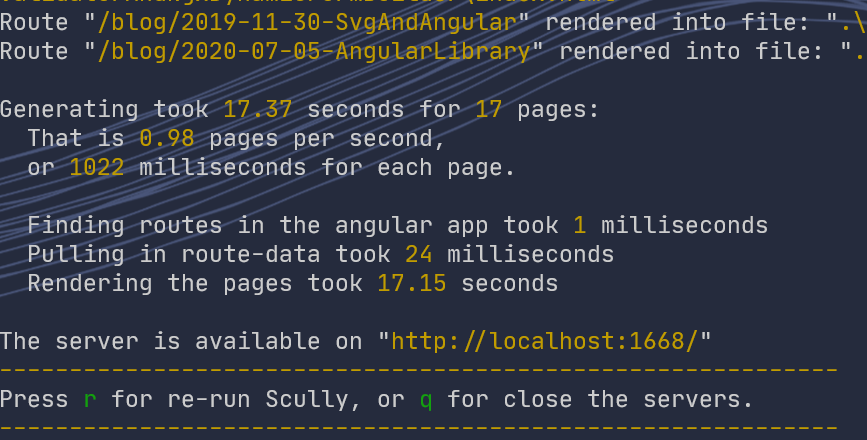 Route "/blog/2019-11-30-SvgAndAngular" rendered into file: ".\
Route "/blog/2020-07-05-AngularLibrary" rendered into file: ".
Generating took 17.37 seconds for 17 pages:
That is 0.98 pages per second,
or 1022 milliseconds for each page.
Finding routes in the angular app took 1 milliseconds
Pulling in route-data took 24 milliseconds
Rendering the pages took 17.15 seconds
The server is available on "http://localhost:1668/"
------------------------------------------------------------
Press r for re-run Scully, or q for close the servers.
------------------------------------------------------------